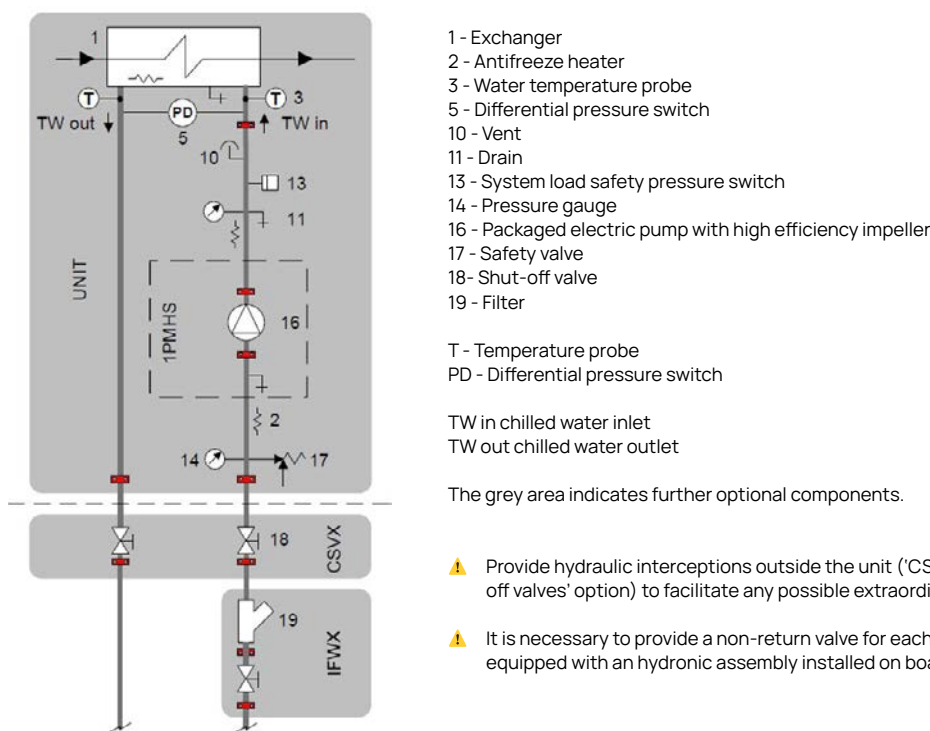 1
T
T
3
TW out
PD
TW in
5
10
13
11
UNIT
1PMHS
16
2
14
17
18
CSVX
19
IFWX
1 - Exchanger
2 - Antifreeze heater
3 - Water temperature probe
5 - Differential pressure switch
10 - Vent
11 - Drain
13 - System load safety pressure switch
14 - Pressure gauge
16 - Packaged electric pump with high efficiency impeller
17 - Safety valve
18- Shut-off valve
19 - Filter
T - Temperature probe
PD - Differential pressure switch
TW in chilled water inlet
TW out chilled water outlet
The grey area indicates further optional components.
Provide hydraulic interceptions outside the unit ('CS
off valves' option) to facilitate any possible extraordi
It is necessary to provide a non-return valve for each
equipped with an hydronic assembly installed on boa